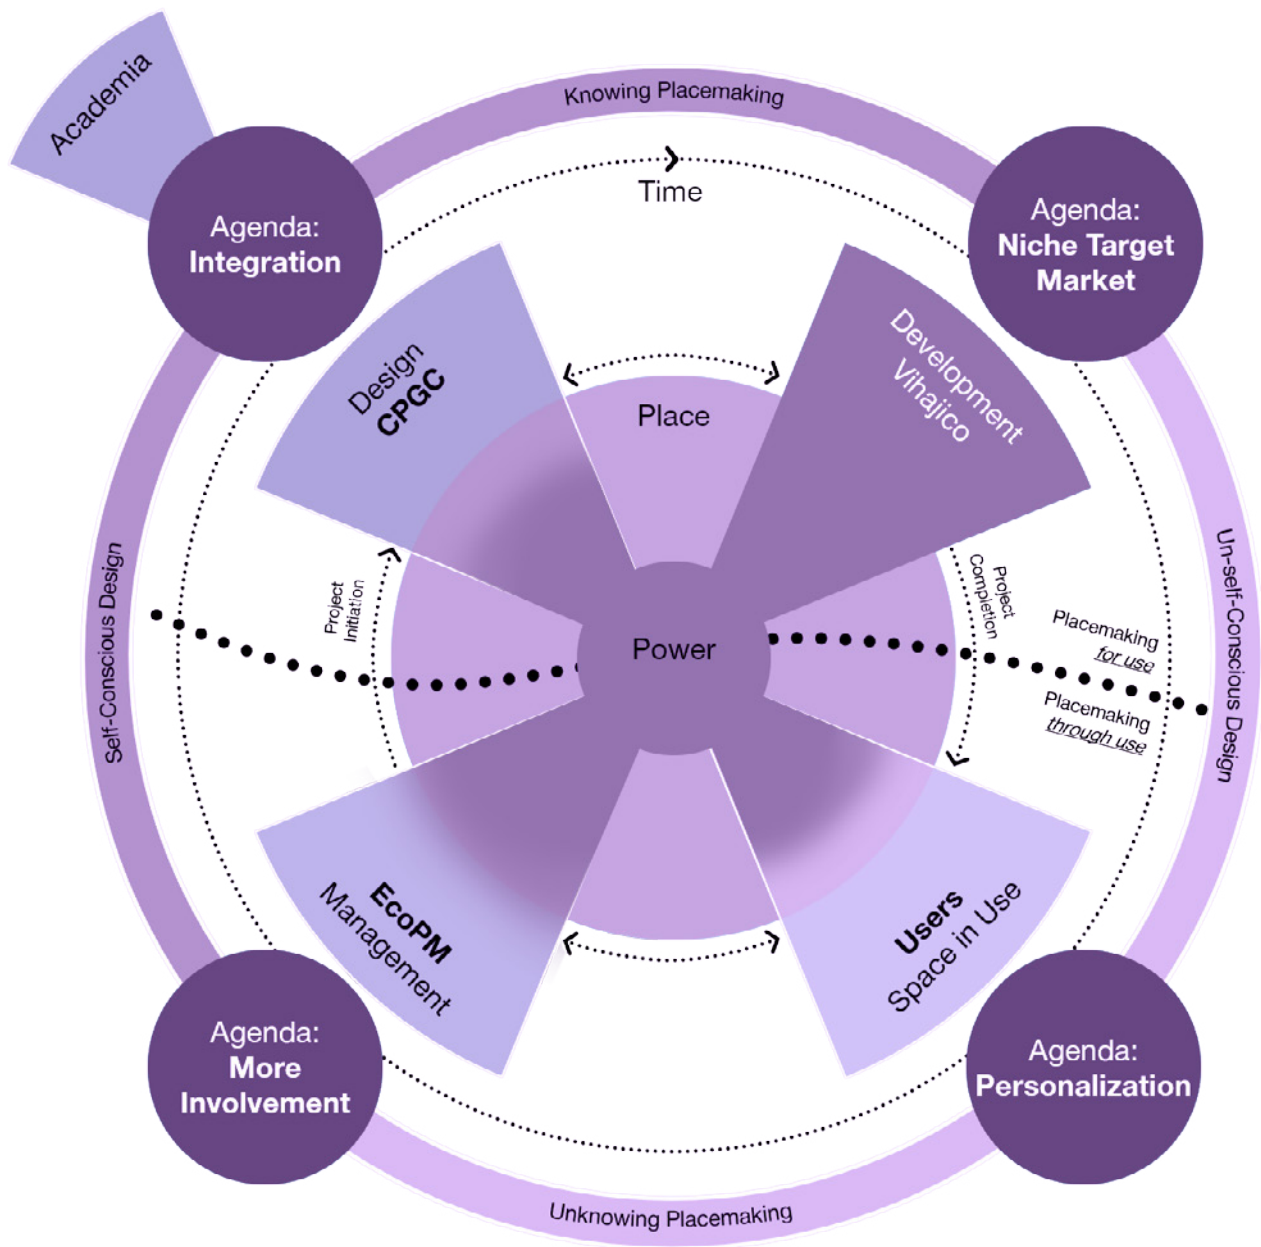 Academia
Knowing Placemaking
Time
Agenda:
Integration
Agenda:
Niche Target
Market
Design
CPGC
Place
Development
Vihajico
Self-Conscious Design
Project
Initiation
Power
Project
Completion
Placemaking
for use
Placemaking
through use
Un-self-Conscious Design
EcoPM
Management
Users
Space in Use
Agenda:
More
Involvement
Agenda:
Personalization
Unknowing Placemaking